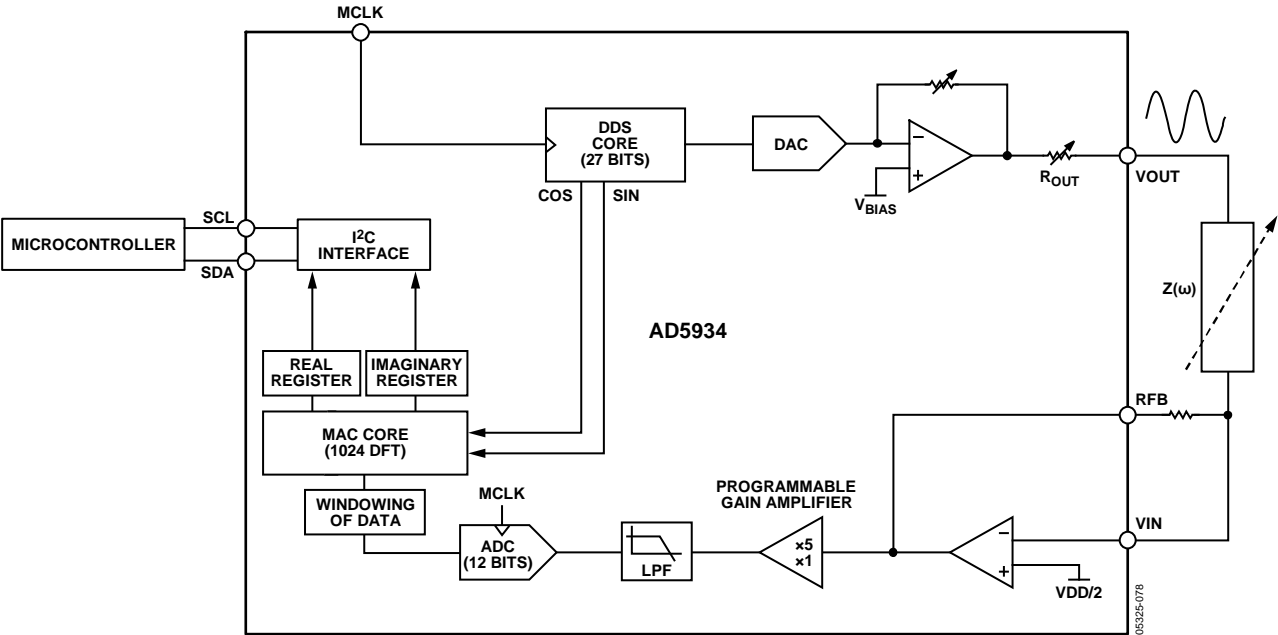 MCLK
DDS
CORE
(27 BITS)
DAC
−
+
VBIAS
ROUT
VOUT
COS
SIN
SCL
MICROCONTROLLER
SDA
I2C
INTERFACE
Z(ω)
AD5934
REAL
REGISTER
IMAGINARY
REGISTER
RFB
MAC CORE
(1024 DFT)
WINDOWING
OF DATA
MCLK
ADC
(12 BITS)
LPF
PROGRAMMABLE
GAIN AMPLIFIER
×5
×1
−
+
VIN
VDD/2
05325-078